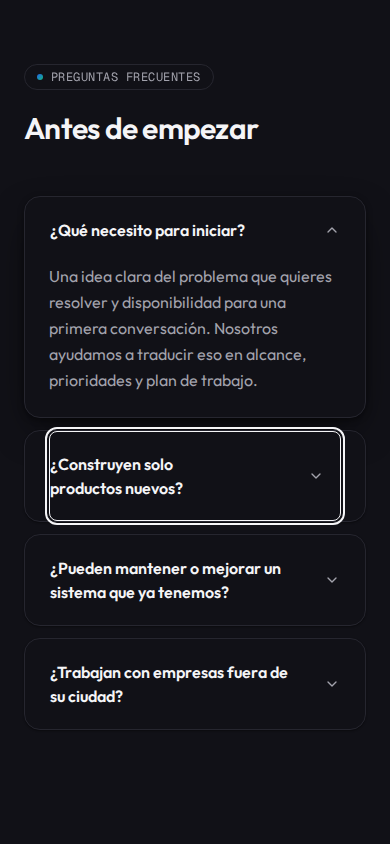 PREGUNTAS FRECUENTES
Antes de empezar
¿Qué necesito para iniciar?
Una idea clara del problema que quieres
resolver y disponibilidad para una
primera conversación. Nosotros
ayudamos a traducir eso en alcance,
prioridades y plan de trabajo.
¿Construyen solo
productos nuevos?
¿Pueden mantener o mejorar un
sistema que ya tenemos?
¿Trabajan con empresas fuera de
su ciudad?